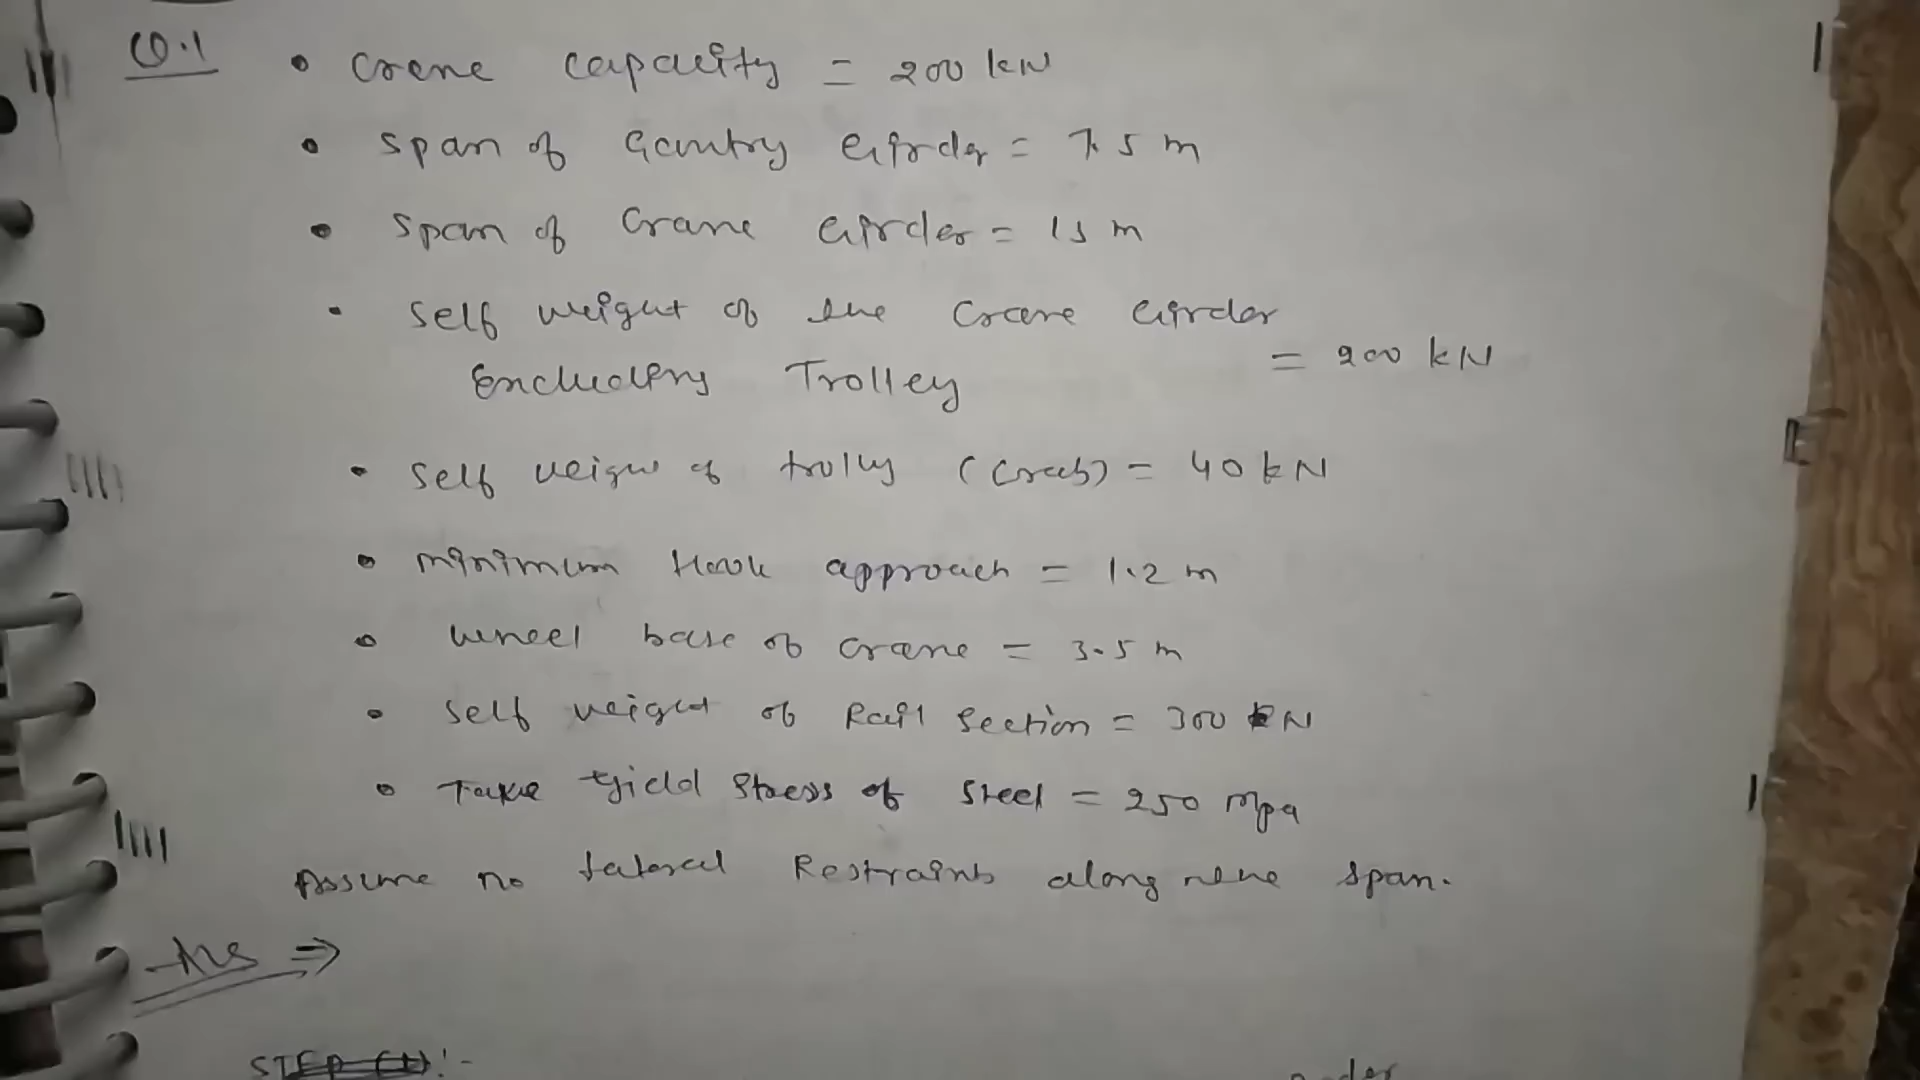 Q.1 • Crane capacity = 200 kN
• Span of Gantry Girder = 7.5 m
• Span of Crane Girder = 15 m
• Self weight of the Crane Girder
Excluding Trolley = 200 kN
• Self weight of trolly (Crab) = 40 kN
• minimum Hook approach = 1.2 m
• wheel base of crane = 3.5 m
• Self weight of Rail Section = 300 N
• Take yield stress of steel = 250 mpa
Assume no lateral Restraints along the span.
Ans ⇒
STEP (1) :-